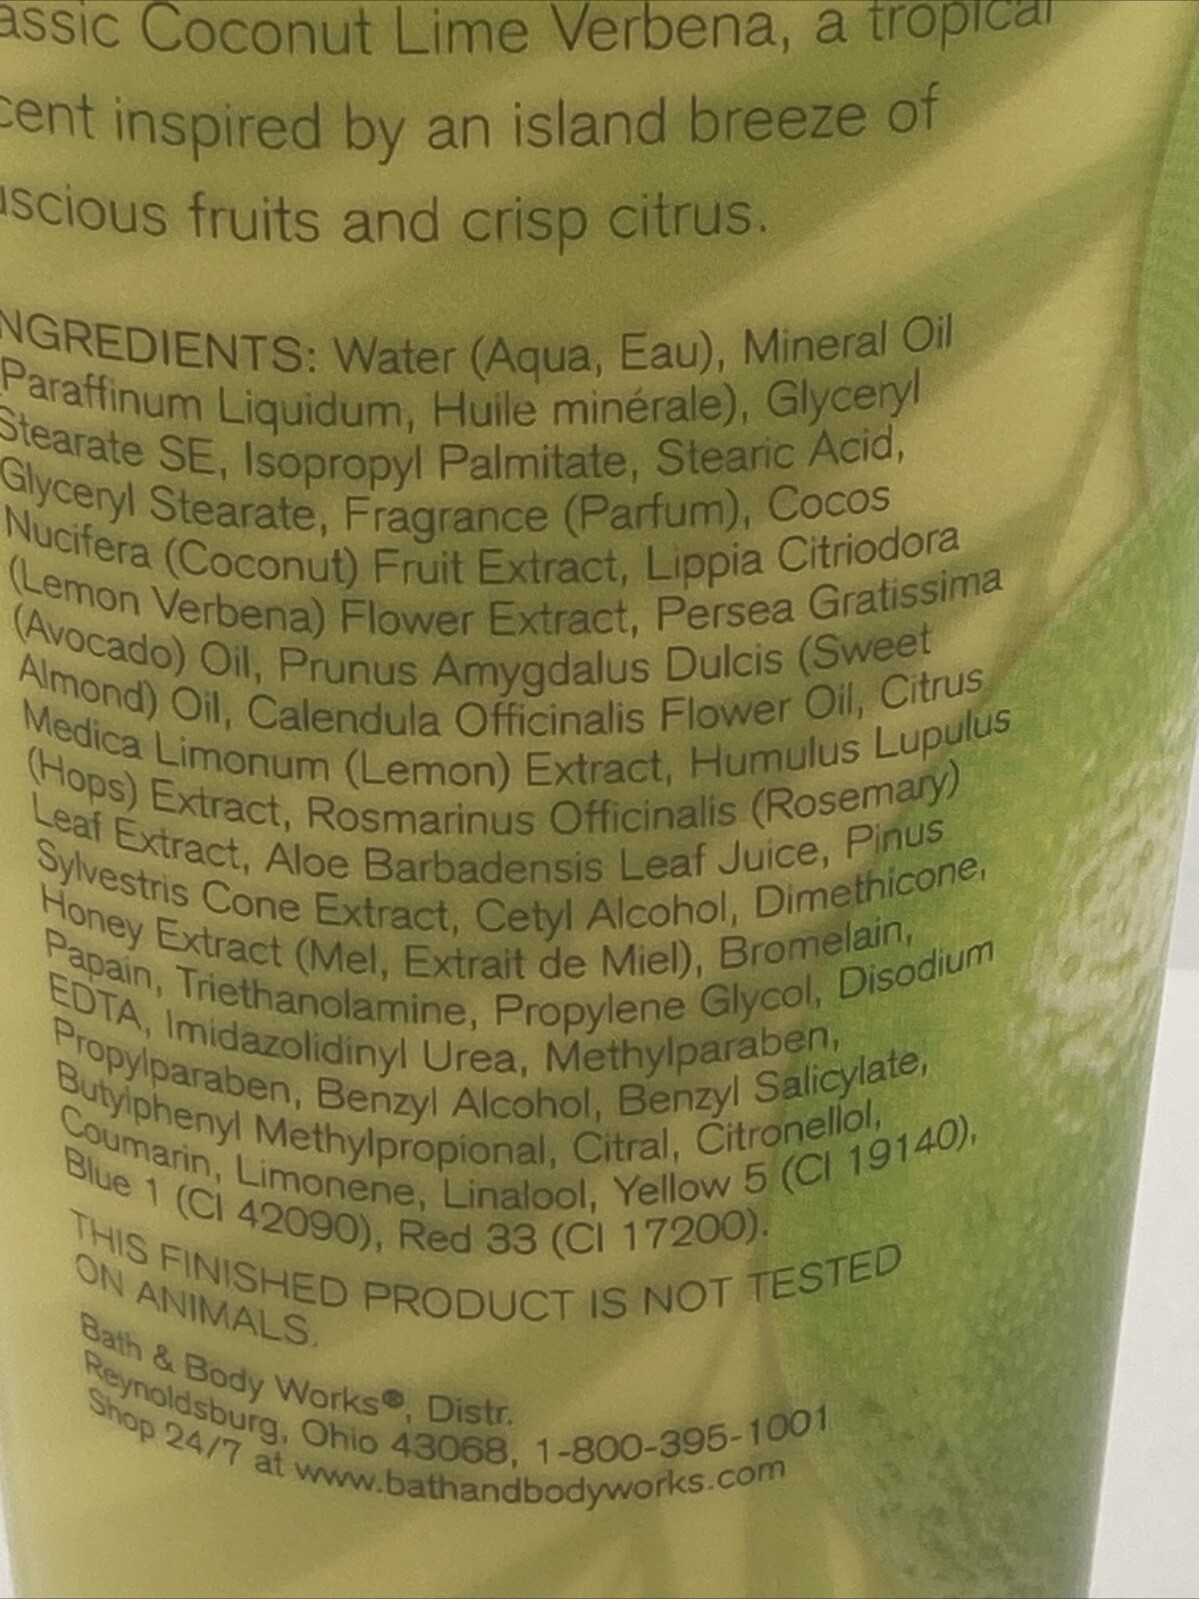 assic Coconut Lime Verbena, a tropical
cent inspired by an island breeze of
uscious fruits and crisp citrus.
NGREDIENTS: Water (Aqua, Eau), Mineral Oil
(Paraffinum Liquidum, Huile minérale), Glyceryl
Stearate SE, Isopropyl Palmitate, Stearic Acid,
Glyceryl Stearate, Fragrance (Parfum), Cocos
Nucifera (Coconut) Fruit Extract, Lippia Citriodora
(Lemon Verbena) Flower Extract, Persea Gratissima
(Avocado) Oil, Prunus Amygdalus Dulcis (Sweet
Almond) Oil, Calendula Officinalis Flower Oil, Citrus
Medica Limonum (Lemon) Extract, Humulus Lupulus
(Hops) Extract, Rosmarinus Officinalis (Rosemary)
Leaf Extract, Aloe Barbadensis Leaf Juice, Pinus
Sylvestris Cone Extract, Cetyl Alcohol, Dimethicone,
Honey Extract (Mel, Extrait de Miel), Bromelain,
Papain, Triethanolamine, Propylene Glycol, Disodium
EDTA, Imidazolidinyl Urea, Methylparaben,
Propylparaben, Benzyl Alcohol, Benzyl Salicylate,
Butylphenyl Methylpropional, Citral, Citronellol,
Coumarin, Limonene, Linalool, Yellow 5 (CI 19140),
Blue 1 (CI 42090), Red 33 (CI 17200).
THIS FINISHED PRODUCT IS NOT TESTED
ON ANIMALS.
Bath & Body Works®, Distr.
Reynoldsburg, Ohio 43068, 1-800-395-1001
Shop 24/7 at www.bathandbodyworks.com